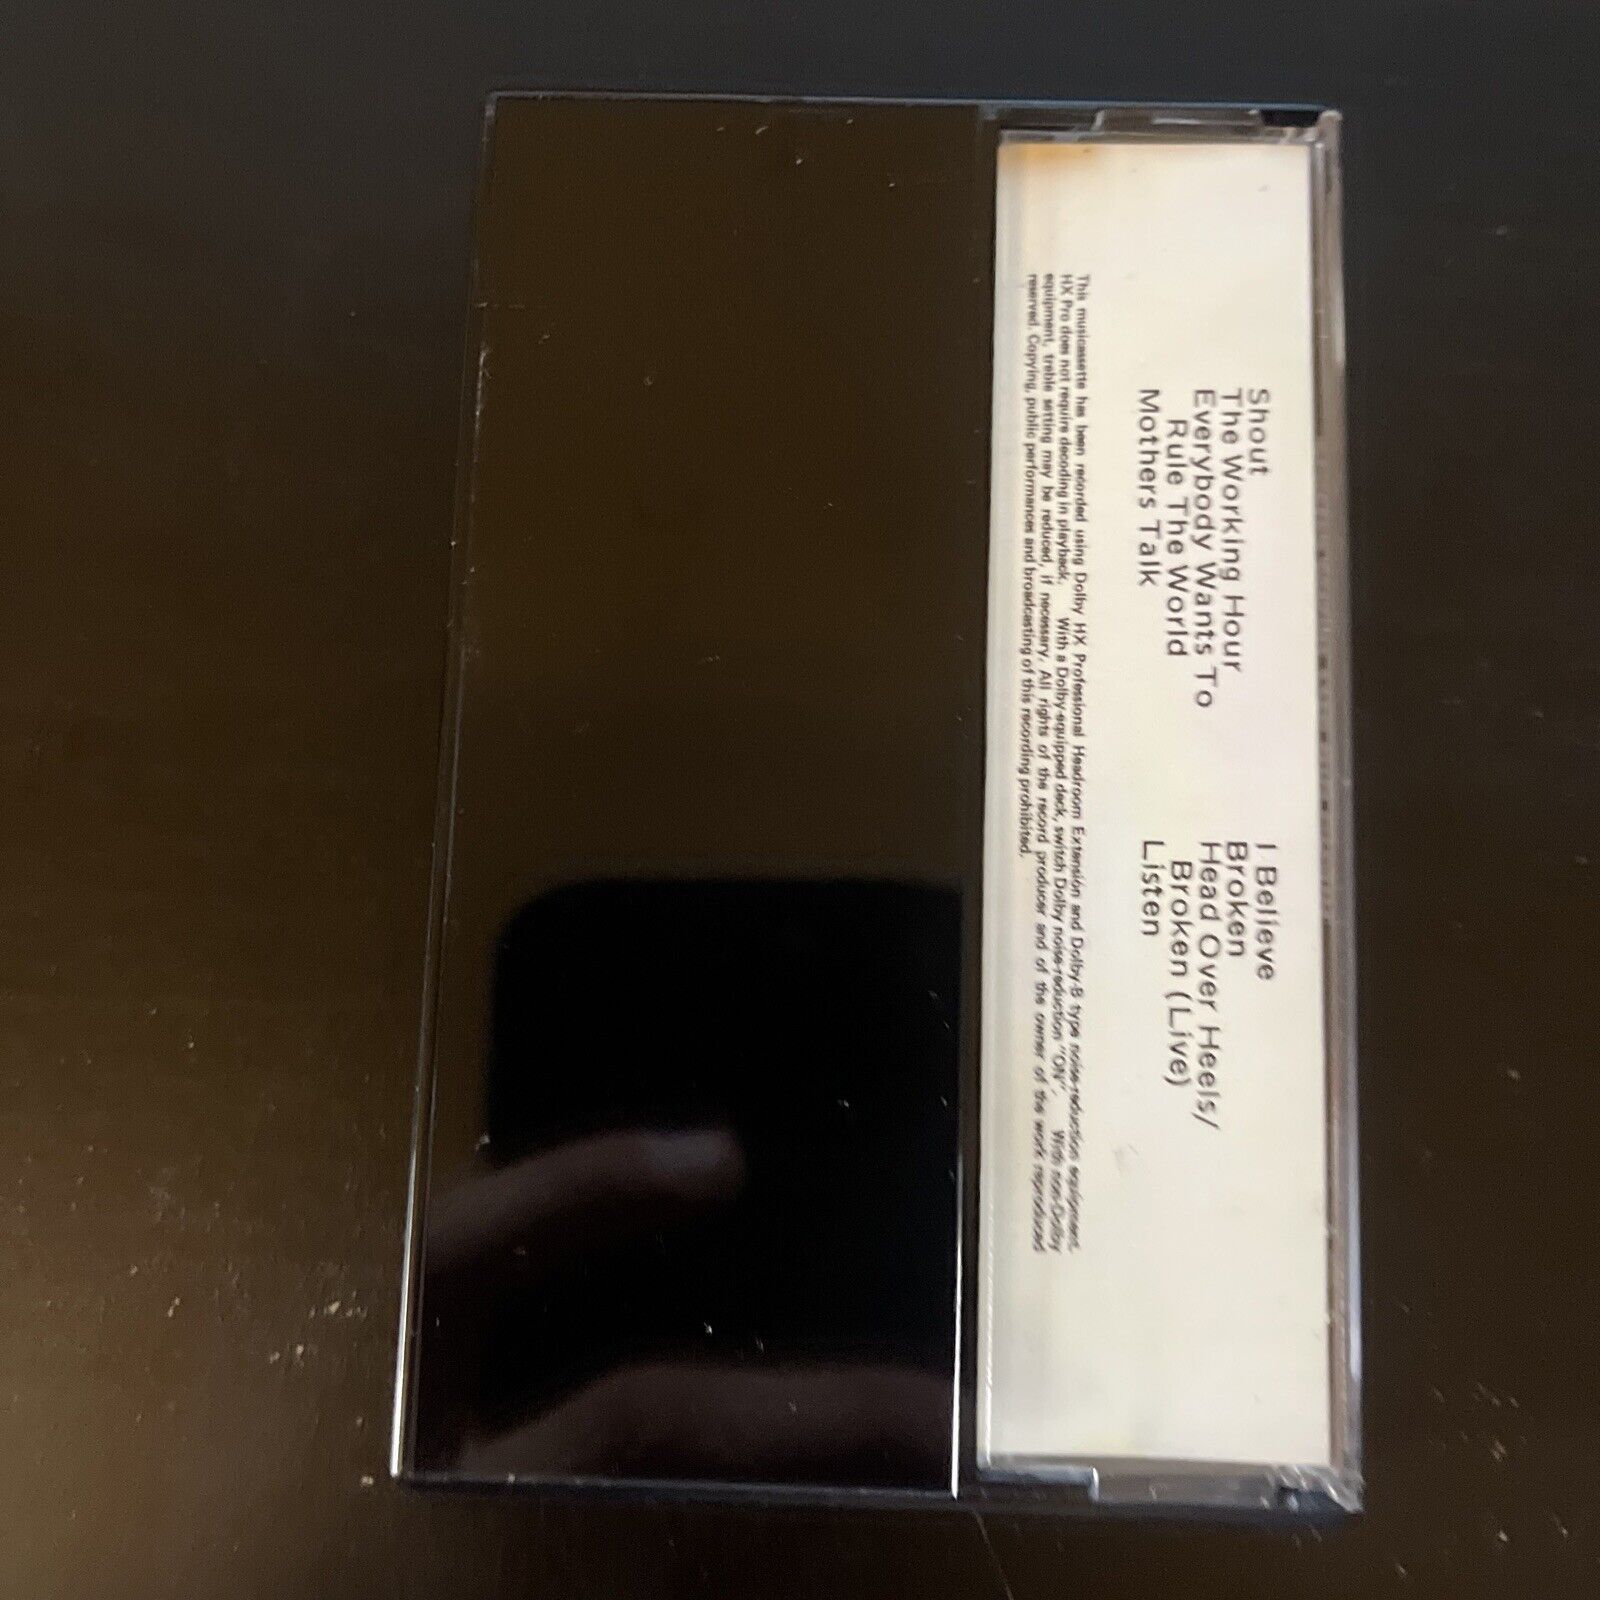 Shout
The Working Hour
Everybody Wants To
Rule The World
Mothers Talk
I Believe
Broken
Head Over Heels/
Broken (Live)
Listen
This musicassette has been recorded using Dolby HX Professional Headroom Extension and Dolby-B type noise-reduction equipment.
HX Pro does not require decoding in playback. With a Dolby-equipped deck, switch Dolby noise-reduction "ON". With non-Dolby
equipment, treble setting may be reduced, if necessary. All rights of the record producer and of the owner of the work reproduced
reserved. Copying, public performances and broadcasting of this recording prohibited.